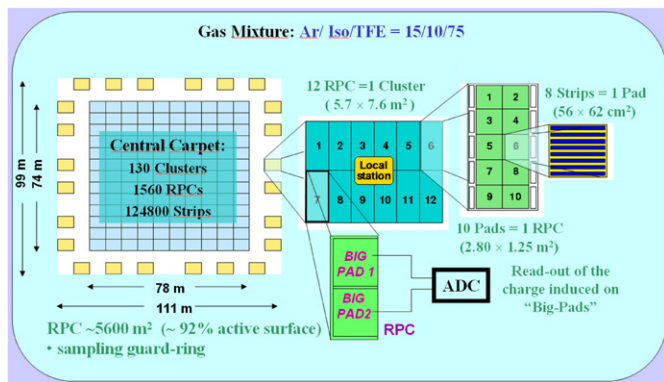 Gas Mixture: Ar/ Iso/TFE = 15/10/75
99 m
74 m
Central Carpet:
130 Clusters
1560 RPCs
124800 Strips
78 m
111 m
RPC ~5600 m² (~ 92% active surface)
• sampling guard-ring
12 RPC =1 Cluster
( 5.7 × 7.6 m²)
1 2 3 4 5 6
Local
station
7 8 9 10 11 12
1 2
3 4
5 6
7 8
9 10
8 Strips = 1 Pad
(56 × 62 cm²)
10 Pads = 1 RPC
(2.80 × 1.25 m²)
BIG
PAD 1
BIG
PAD2
RPC
ADC
Read-out of the
charge induced on
“Big-Pads”